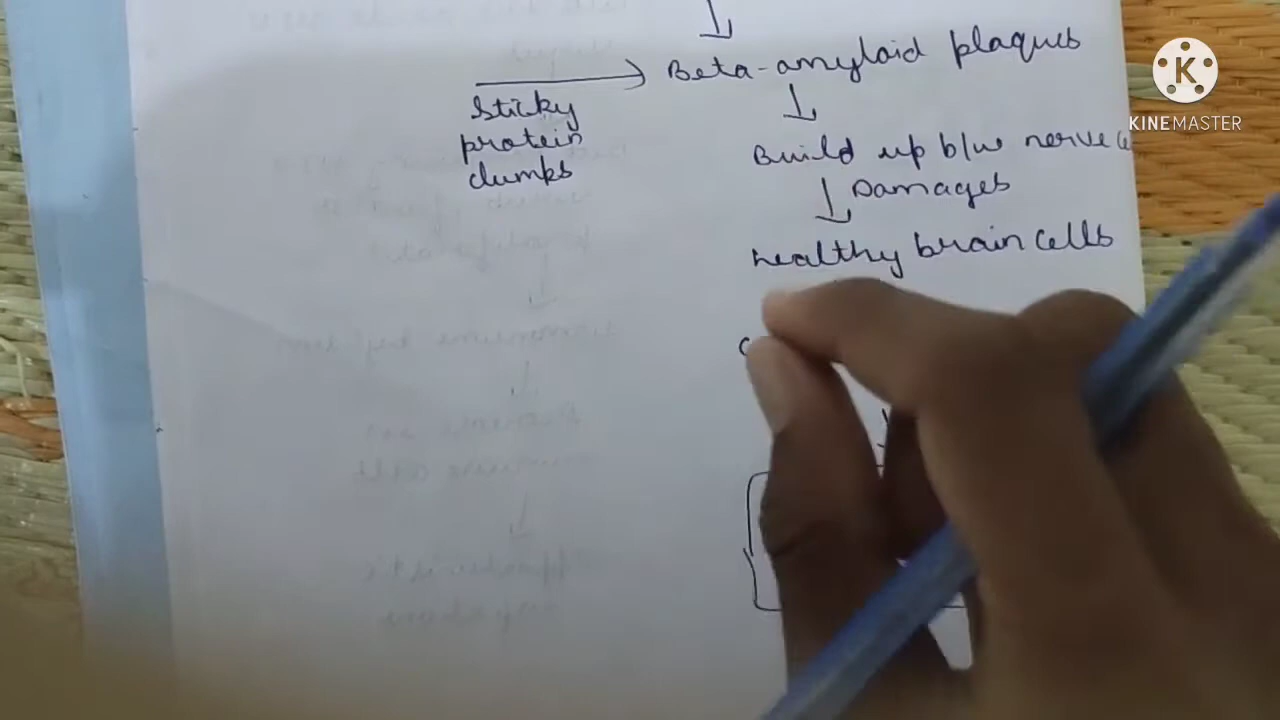 Beta-amyloid plaques
Sticky
protein
clumps
Build up b/w nerve
Damages
healthy brain cells
KINEMASTER